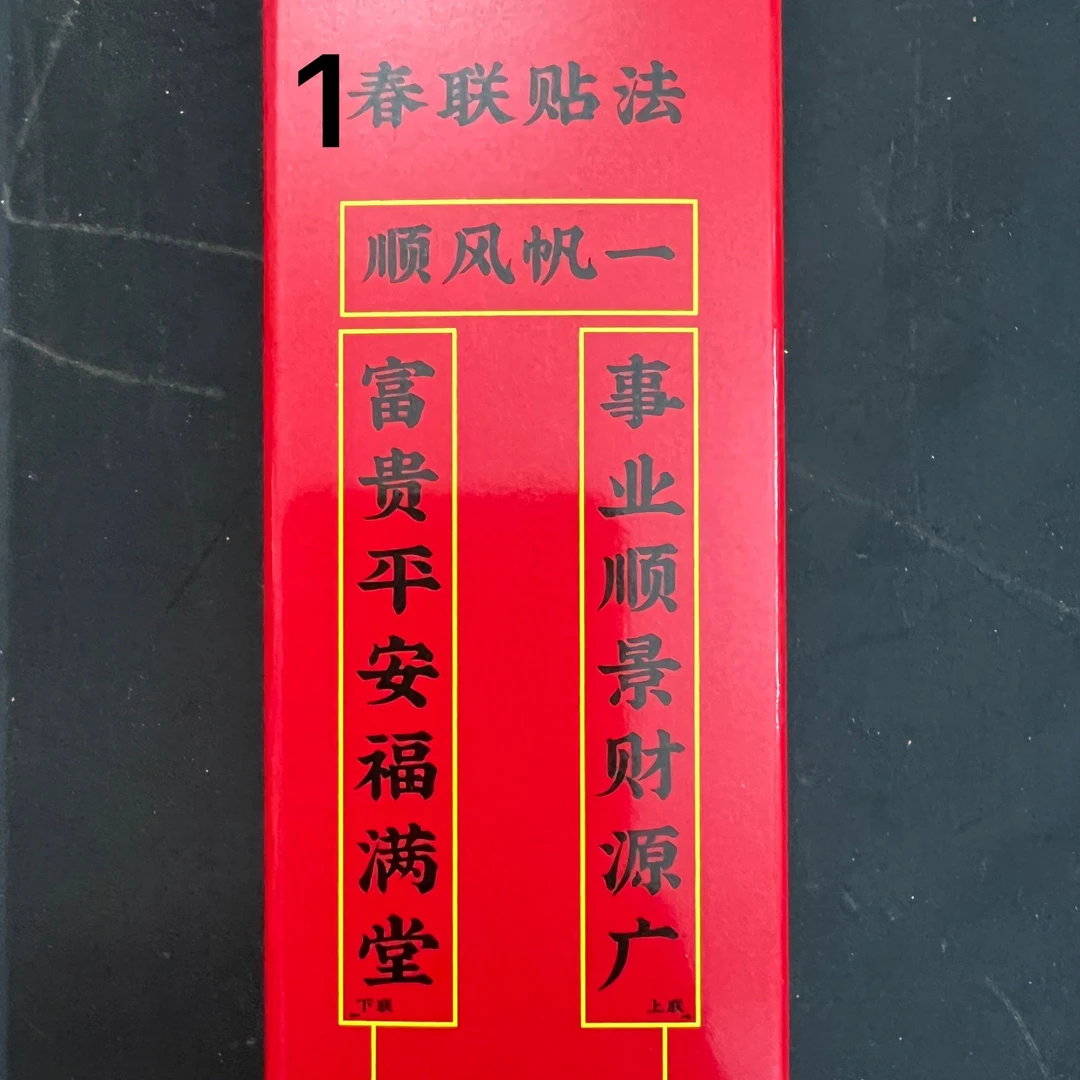 1春联贴法
顺风帆一
事业顺景财源广
上联
富贵平安福满堂
下联